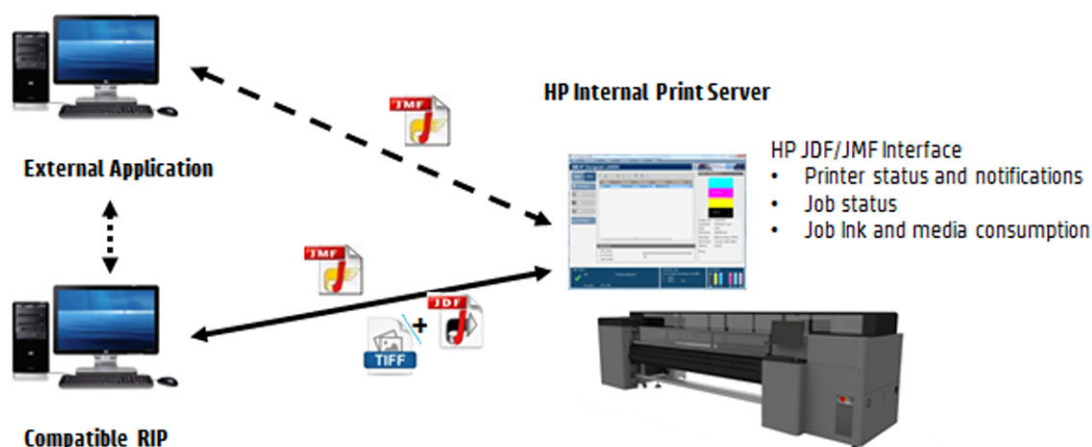 HP Internal Print Server
JMF
External Application
HP JDF/JMF Interface
• Printer status and notifications
• Job status
• Job Ink and media consumption
JMF
JDF
+
TIFF
Compatible RIP